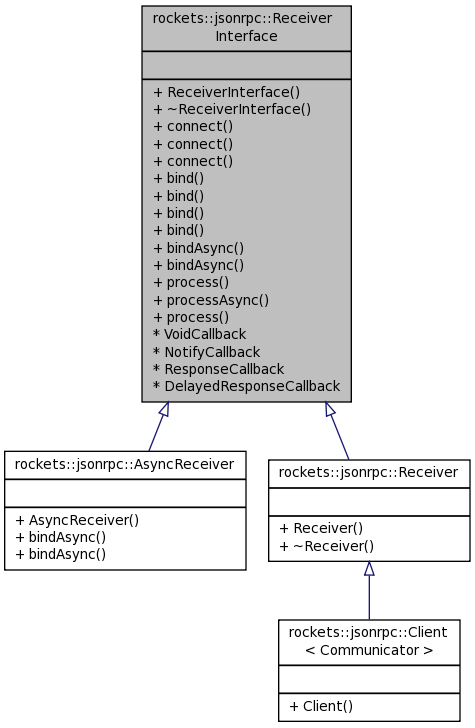 rockets::jsonrpc::Receiver
Interface
+ ReceiverInterface()
+ ~ReceiverInterface()
+ connect()
+ connect()
+ connect()
+ bind()
+ bind()
+ bind()
+ bind()
+ bindAsync()
+ bindAsync()
+ process()
+ processAsync()
+ process()
* VoidCallback
* NotifyCallback
* ResponseCallback
* DelayedResponseCallback
rockets::jsonrpc::AsyncReceiver
+ AsyncReceiver()
+ bindAsync()
+ bindAsync()
rockets::jsonrpc::Receiver
+ Receiver()
+ ~Receiver()
rockets::jsonrpc::Client
< Communicator >
+ Client()